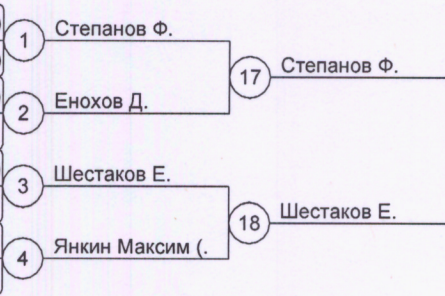 1 Степанов Ф.
17 Степанов Ф.
2 Енохов Д.
3 Шестаков Е.
18 Шестаков Е.
4 Янкин Максим (.